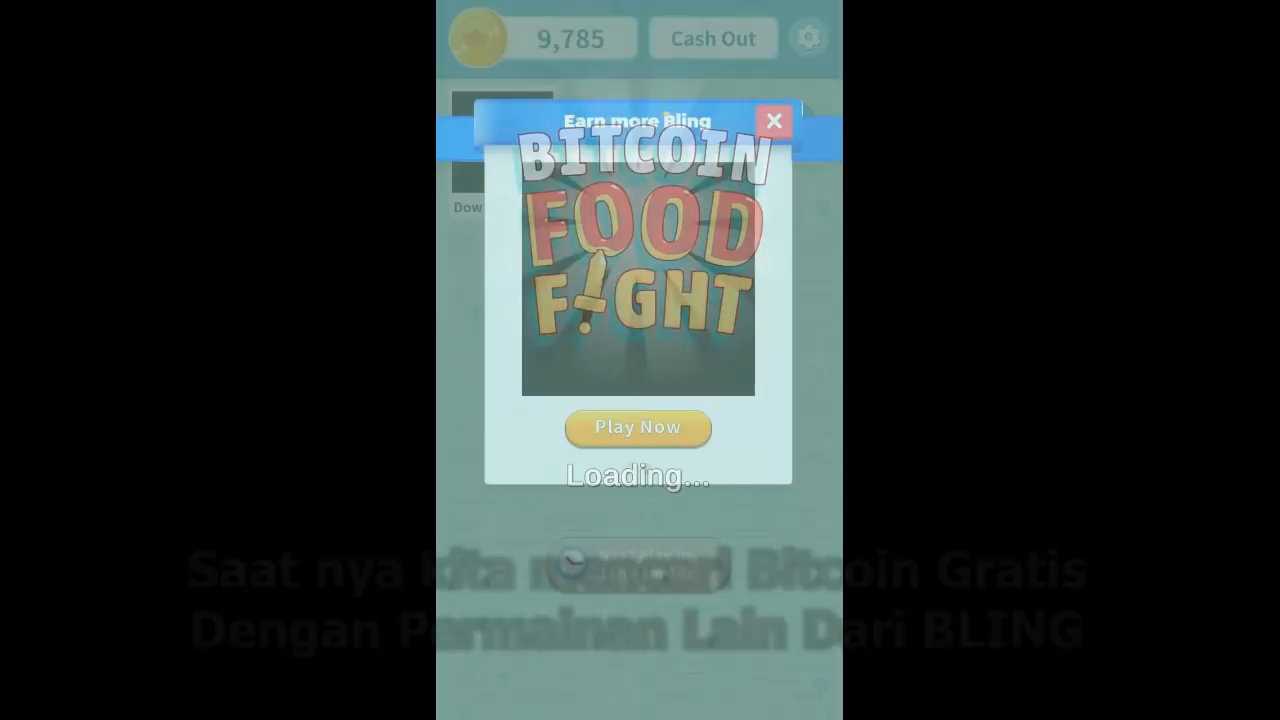 9,785
Cash Out
Earn more Bling
BITCOIN
FOOD
FIGHT
Dow
Play Now
Loading...
Saat nya kita mencari Bitcoin Gratis
Dengan Permainan Lain Dari BLING